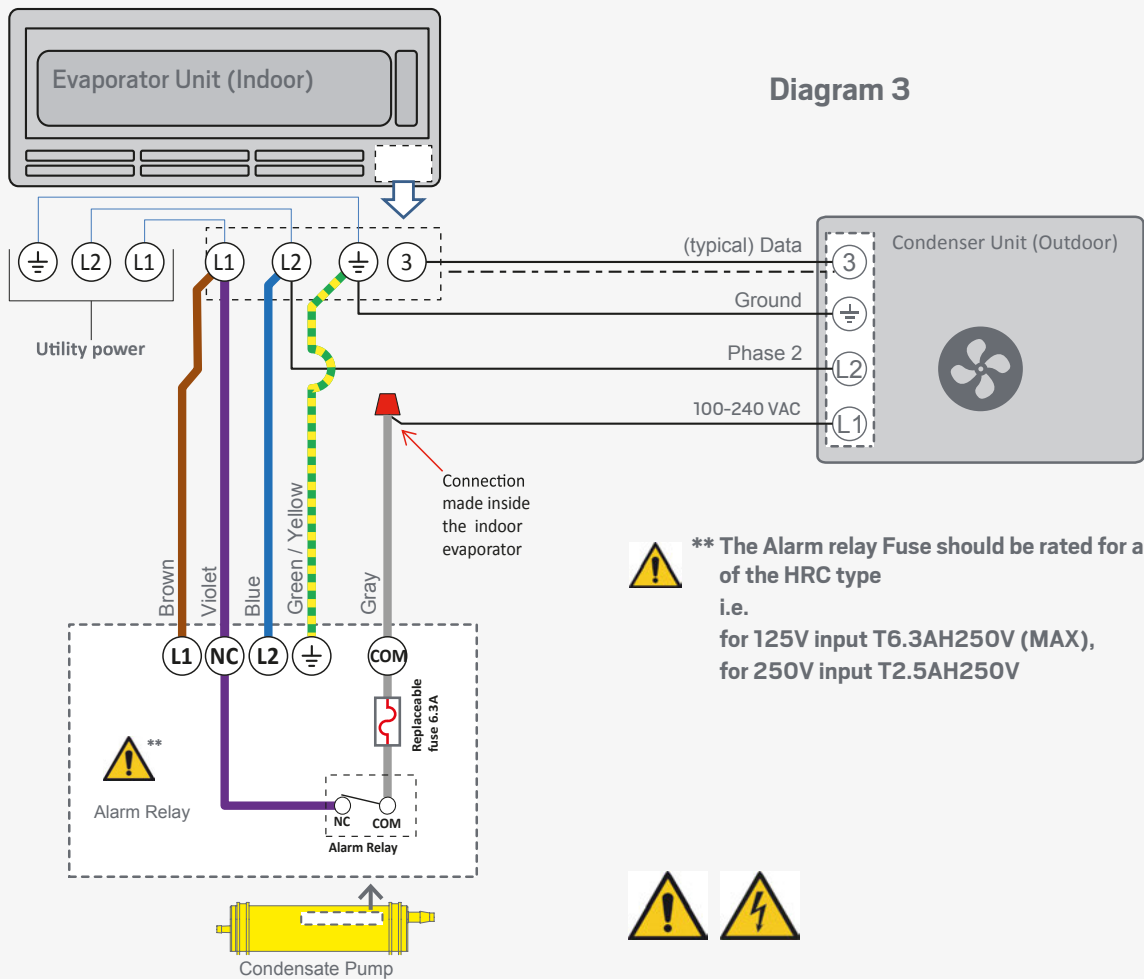 Evaporator Unit (Indoor)
Diagram 3
L2
L1
L1
L2
3
Utility power
(typical) Data
Ground
Phase 2
100-240 VAC
Condenser Unit (Outdoor)
3
L2
L1
Connection
made inside
the indoor
evaporator
Brown
Violet
Blue
Green / Yellow
Gray
L1
NC
L2
COM
Replaceable
fuse 6.3A
**
Alarm Relay
NC
COM
Alarm Relay
Condensate Pump
** The Alarm relay Fuse should be rated for a
of the HRC type
i.e.
for 125V input T6.3AH250V (MAX),
for 250V input T2.5AH250V